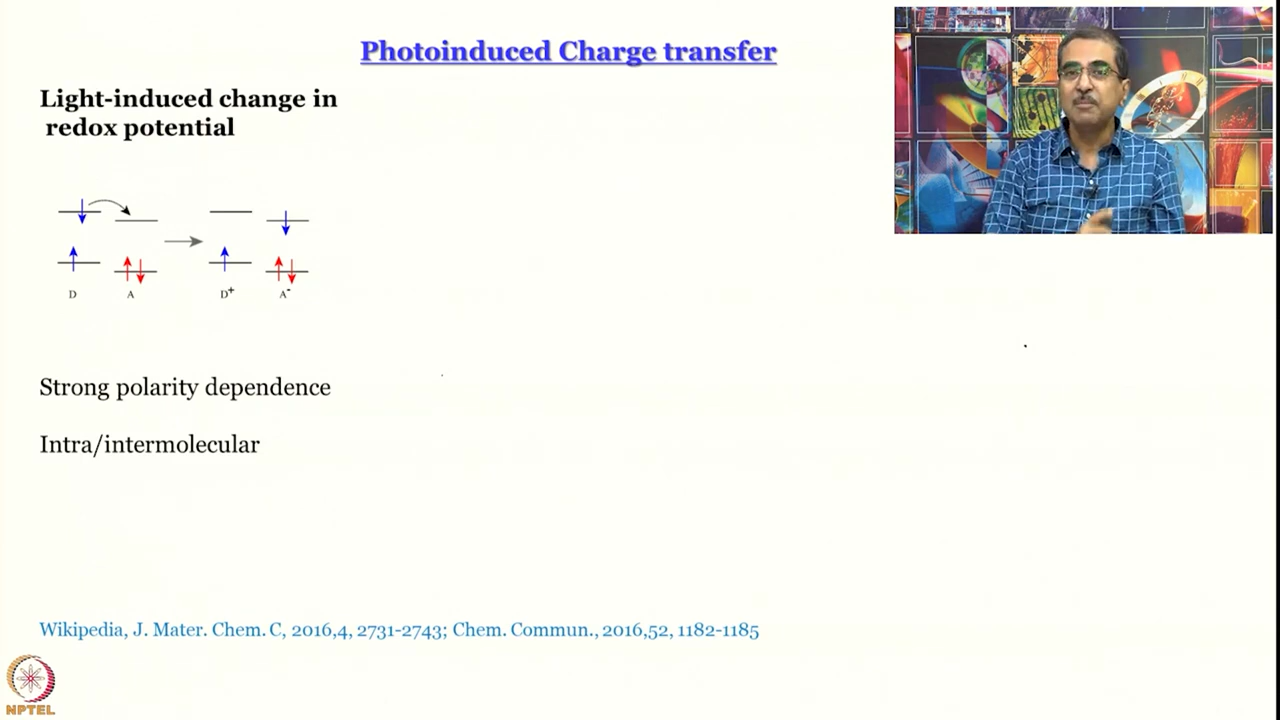 Photoinduced Charge transfer
Light-induced change in
redox potential
D
A
D+
A-
Strong polarity dependence
Intra/intermolecular
Wikipedia, J. Mater. Chem. C, 2016,4, 2731-2743; Chem. Commun., 2016,52, 1182-1185
NPTEL